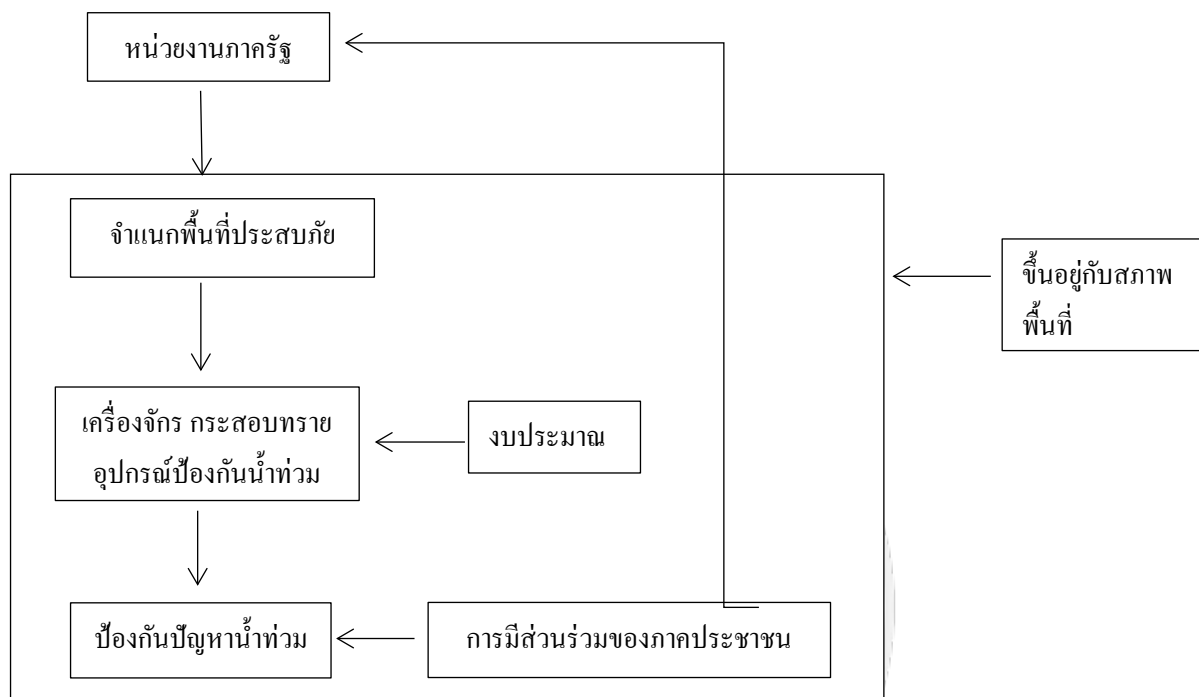 หน่วยงานภาครัฐ
จำแนกพื้นที่ประสบภัย
ขึ้นอยู่กับสภาพ
พื้นที่
เครื่องจักร กระสอบทราย
อุปกรณ์ป้องกันน้ำท่วม
งบประมาณ
ป้องกันปัญหาน้ำท่วม
การมีส่วนร่วมของภาคประชาชน